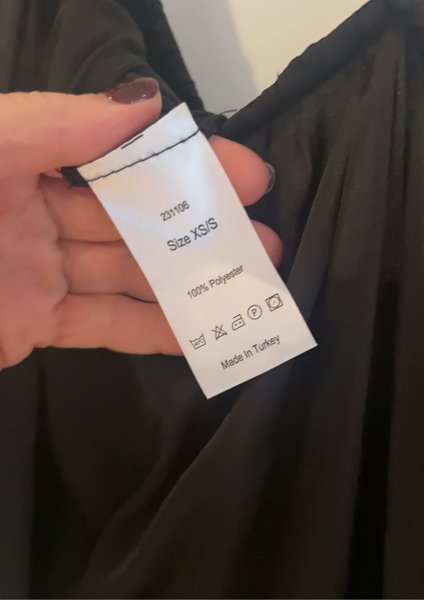 231106
Size XS/S
100% Polyester
P
Made In Turkey